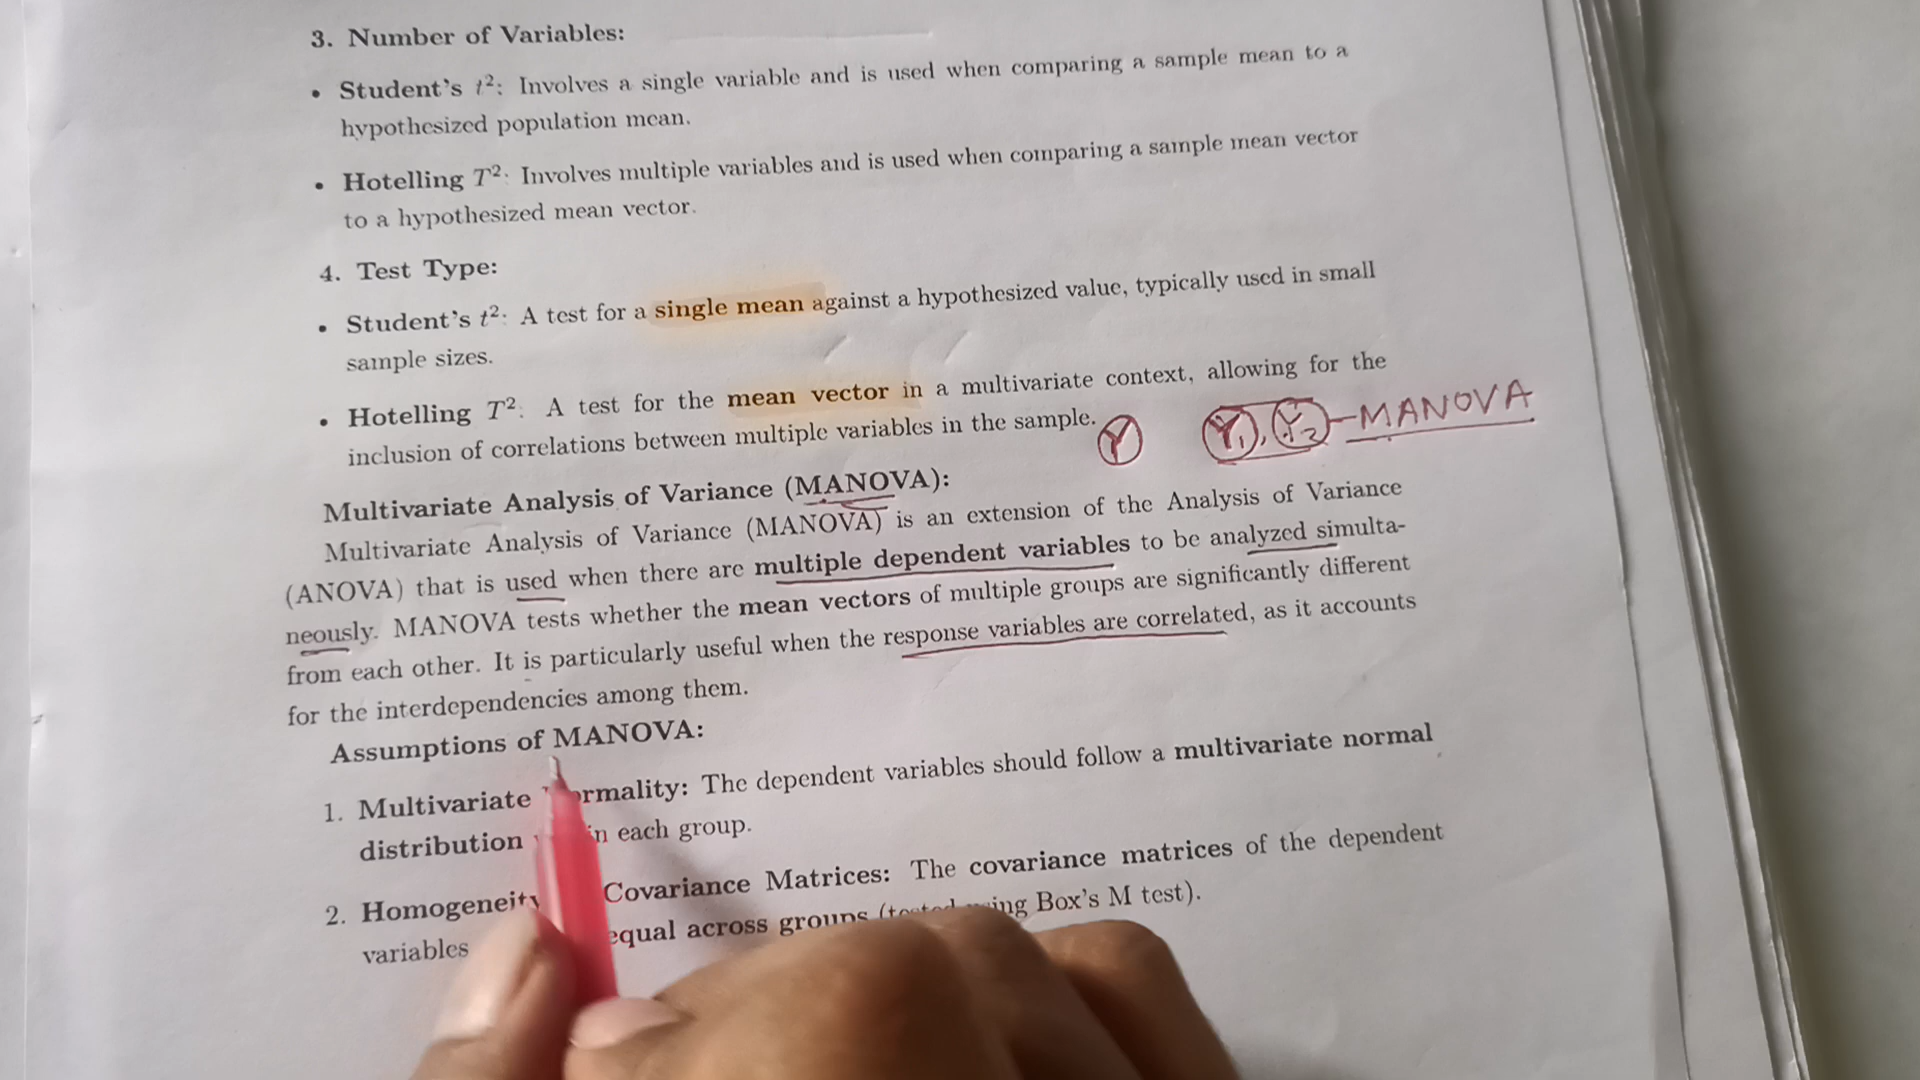 3. Number of Variables:
• Student's t²: Involves a single variable and is used when comparing a sample mean to a
hypothesized population mean.
• Hotelling T²: Involves multiple variables and is used when comparing a sample mean vector
to a hypothesized mean vector.
4. Test Type:
• Student's t²: A test for a single mean against a hypothesized value, typically used in small
sample sizes.
• Hotelling T²: A test for the mean vector in a multivariate context, allowing for the
inclusion of correlations between multiple variables in the sample.
Y Y₁, Y₂ - MANOVA
Multivariate Analysis of Variance (MANOVA):
Multivariate Analysis of Variance (MANOVA) is an extension of the Analysis of Variance
(ANOVA) that is used when there are multiple dependent variables to be analyzed simulta-
neously. MANOVA tests whether the mean vectors of multiple groups are significantly different
from each other. It is particularly useful when the response variables are correlated, as it accounts
for the interdependencies among them.
Assumptions of MANOVA:
1. Multivariate Normality: The dependent variables should follow a multivariate normal
distribution in each group.
2. Homogeneity Covariance Matrices: The covariance matrices of the dependent
variables equal across groups (tested using Box's M test).